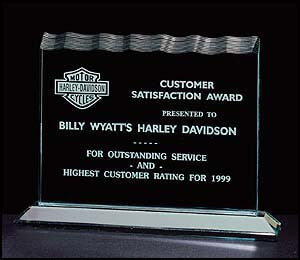 MOTOR
HARLEY-DAVIDSON
CYCLES
CUSTOMER
SATISFACTION AWARD
PRESENTED TO
BILLY WYATT'S HARLEY DAVIDSON
-----
FOR OUTSTANDING SERVICE
- AND -
HIGHEST CUSTOMER RATING FOR 1999